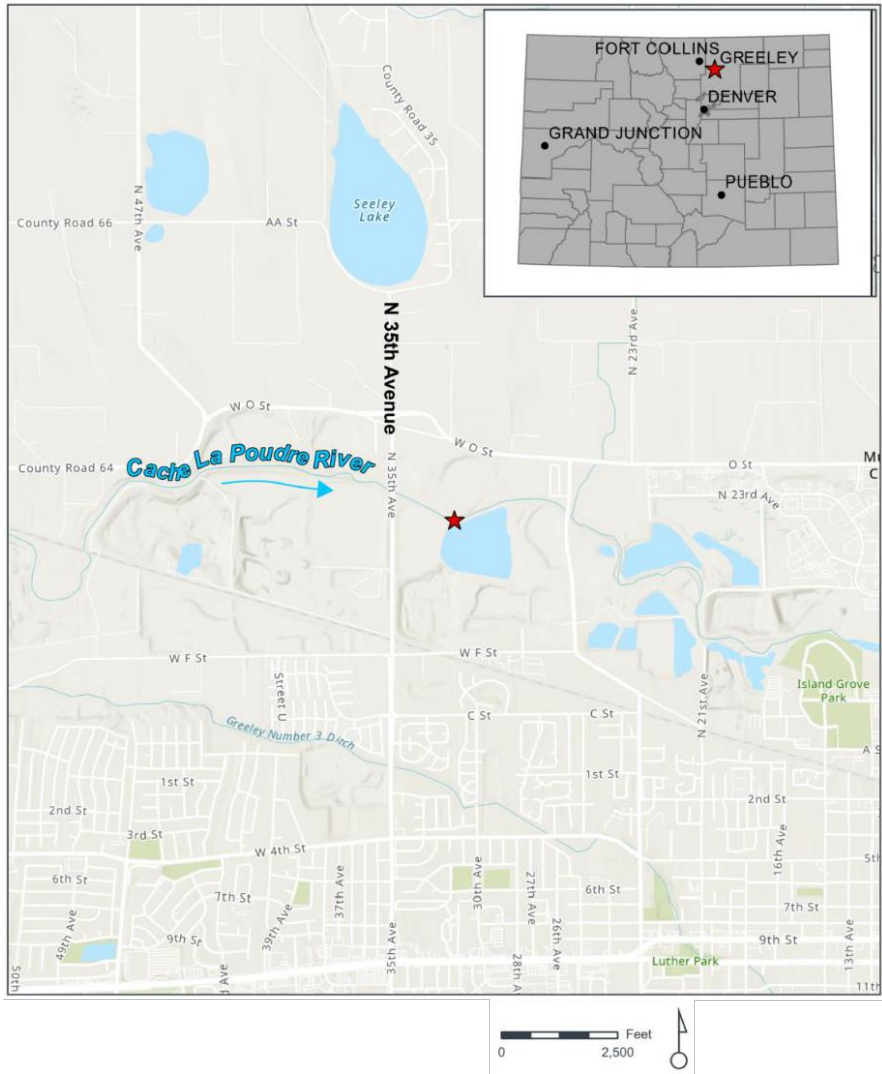 FORT COLLINS
GREELEY
DENVER
GRAND JUNCTION
PUEBLO
County Road 35
N 47th Ave
Seeley
Lake
County Road 66
AA St
N 35th Avenue
N 23rd Ave
W O St
W O St
Cache La Poudre River
County Road 64
N 35th Ave
O St
Mu
C
N 23rd Ave
W F St
Street U
Island Grove
Park
N 21st Ave
C St
C St
Greeley Number 3 Ditch
A S
1st St
1st St
2nd St
2nd St
3rd St
W 4th St
16th Ave
5th
6th St
37th Ave
30th Ave
27th Ave
6th St
7th St
7th St
39th Ave
26th Ave
49th Ave
9th St
35th Ave
9th St
13th Ave
50th
d Ave
28th A
Luther Park
11th
Feet
0 2,500